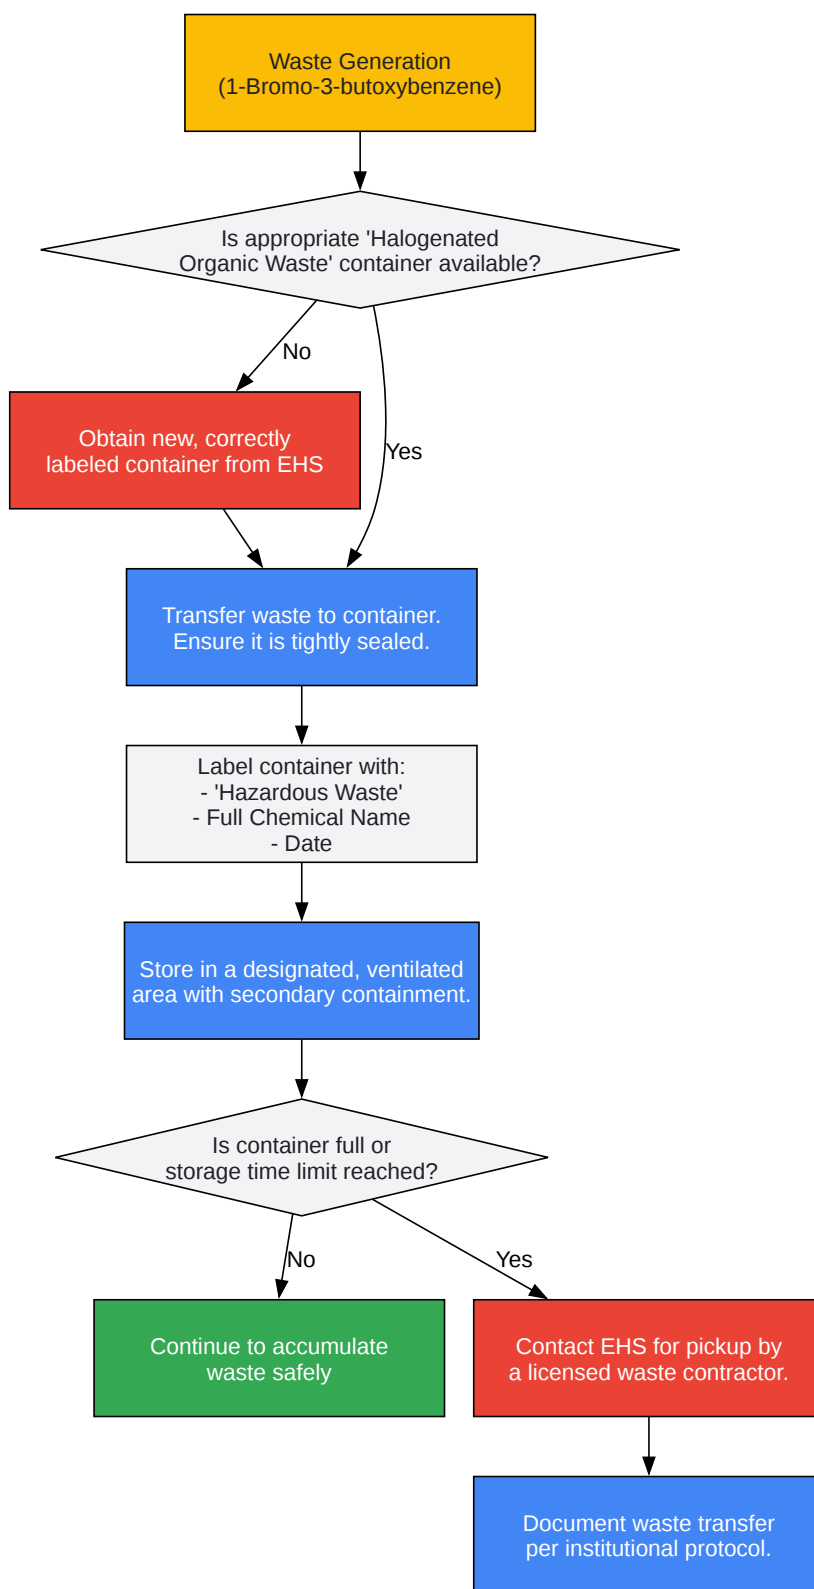 Waste Generation
(1-Bromo-3-butoxybenzene)
Is appropriate 'Halogenated
Organic Waste' container available?
No
Obtain new, correctly
labeled container from EHS
Yes
Transfer waste to container.
Ensure it is tightly sealed.
Label container with:
- 'Hazardous Waste'
- Full Chemical Name
- Date
Store in a designated, ventilated
area with secondary containment.
Is container full or
storage time limit reached?
No
Yes
Continue to accumulate
waste safely
Contact EHS for pickup by
a licensed waste contractor.
Document waste transfer
per institutional protocol.